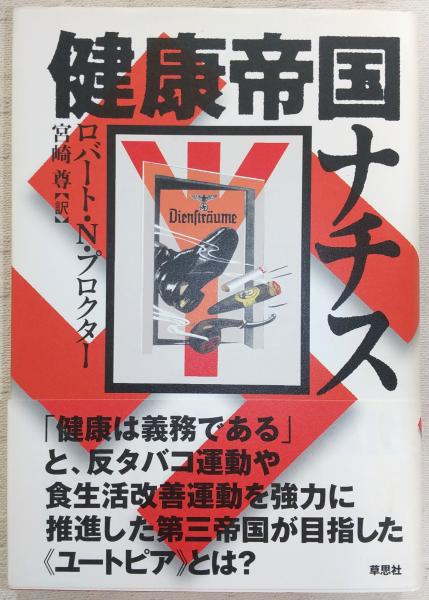 健康帝国
ナチス
ロバート・N・プロクター
宮崎 尊【訳】
Dienſträume
「健康は義務である」
と、反タバコ運動や
食生活改善運動を強力に
推進した第三帝国が目指した
《ユートピア》とは?
草思社